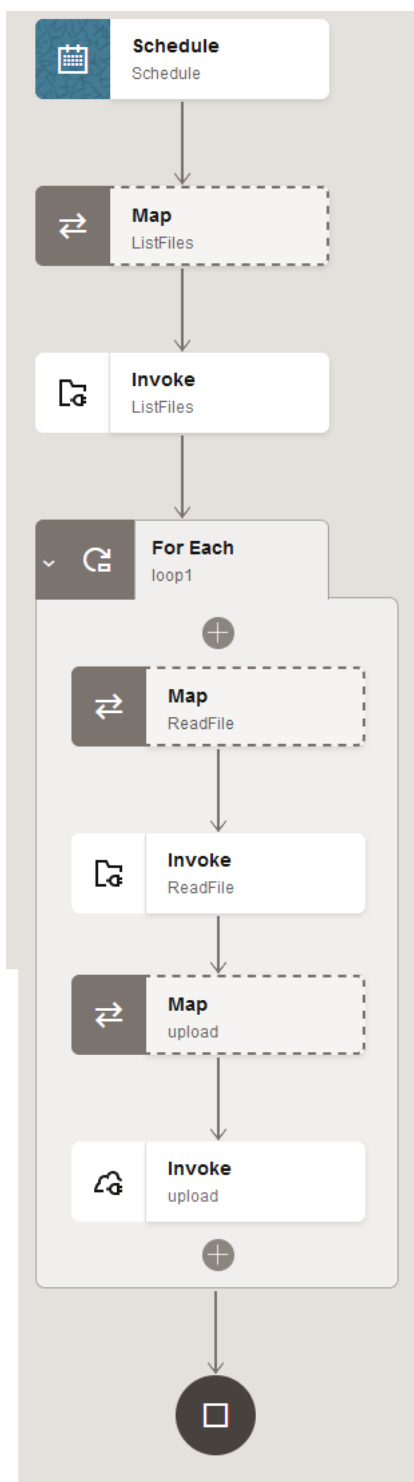 Schedule
Schedule
Map
ListFiles
Invoke
ListFiles
For Each
loop1
Map
ReadFile
Invoke
ReadFile
Map
upload
Invoke
upload